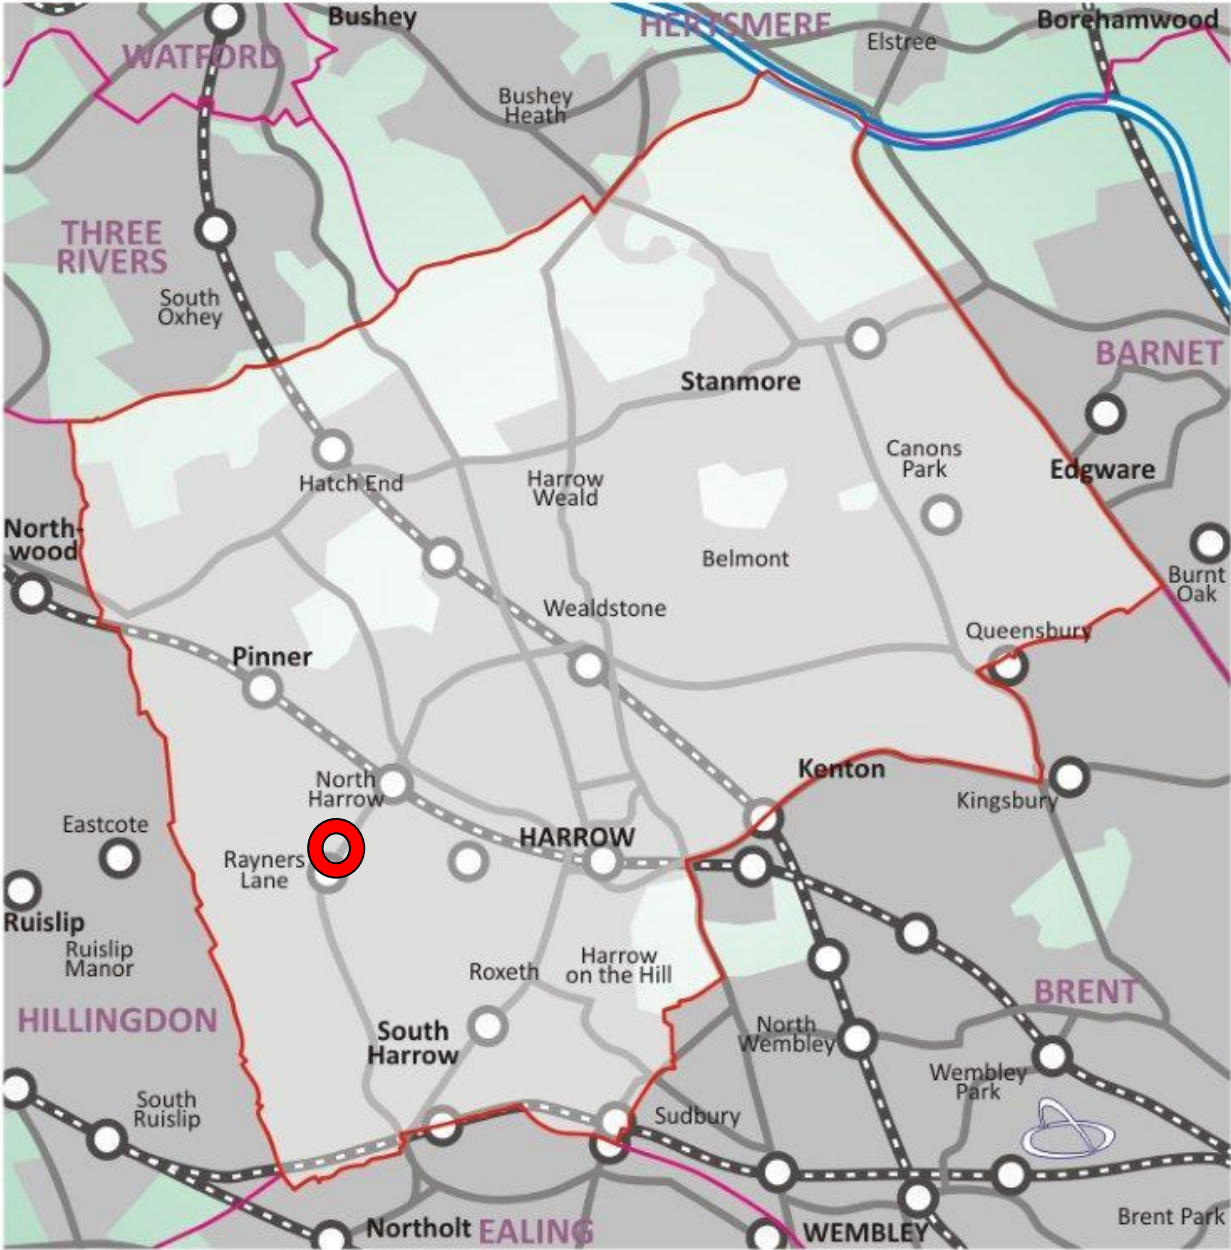 Bushey
HERTSMERE
Borehamwood
WATFORD
Elstree
Bushey
Heath
THREE
RIVERS
South
Oxhey
BARNET
Stanmore
Canons
Park
Edgware
Hatch End
Harrow
Weald
North-
wood
Belmont
Burnt
Oak
Wealdstone
Queensbury
Pinner
Kenton
North
Harrow
Kingsbury
Eastcote
HARROW
Rayners
Lane
Ruislip
Ruislip
Manor
Roxeth
Harrow
on the Hill
BRENT
HILLINGDON
South
Harrow
North
Wembley
Wembley
Park
South
Ruislip
Sudbury
Northolt
EALING
WEMBLEY
Brent Park